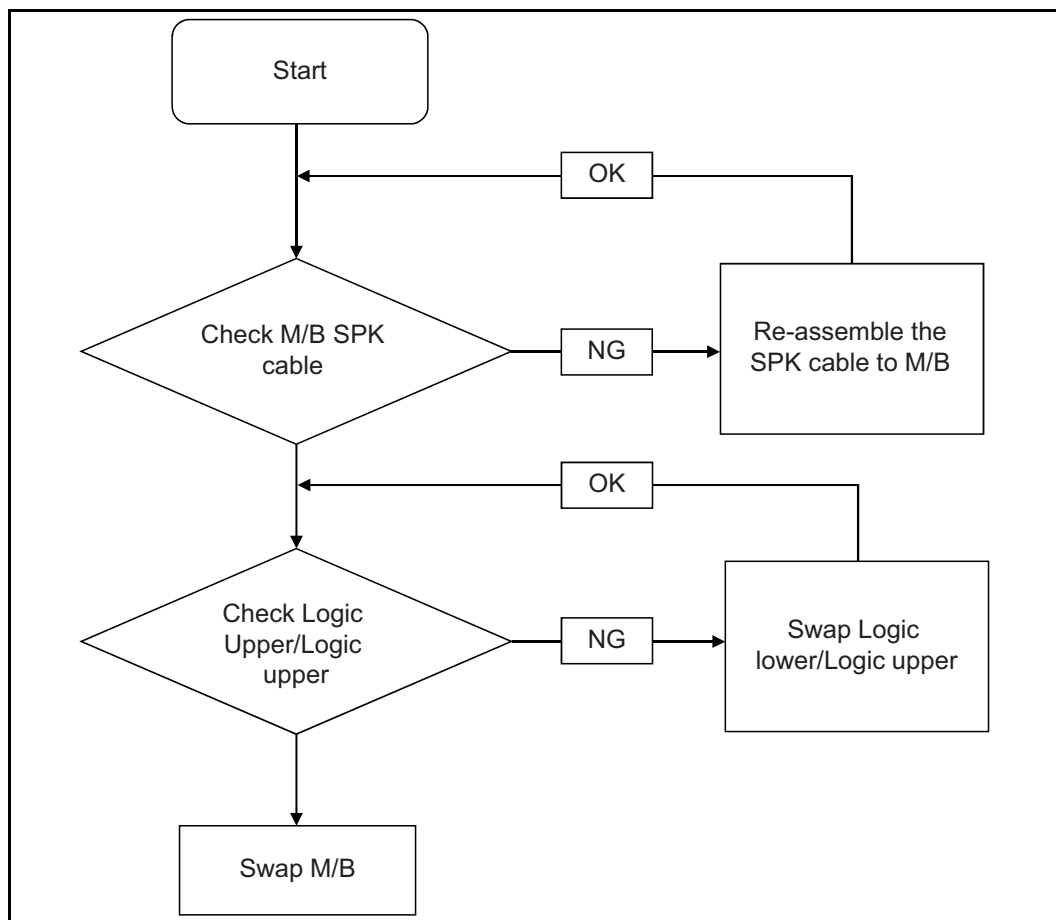 Start
OK
Check M/B SPK
cable
NG
Re-assemble the
SPK cable to M/B
OK
Check Logic
Upper/Logic
upper
NG
Swap Logic
lower/Logic upper
Swap M/B